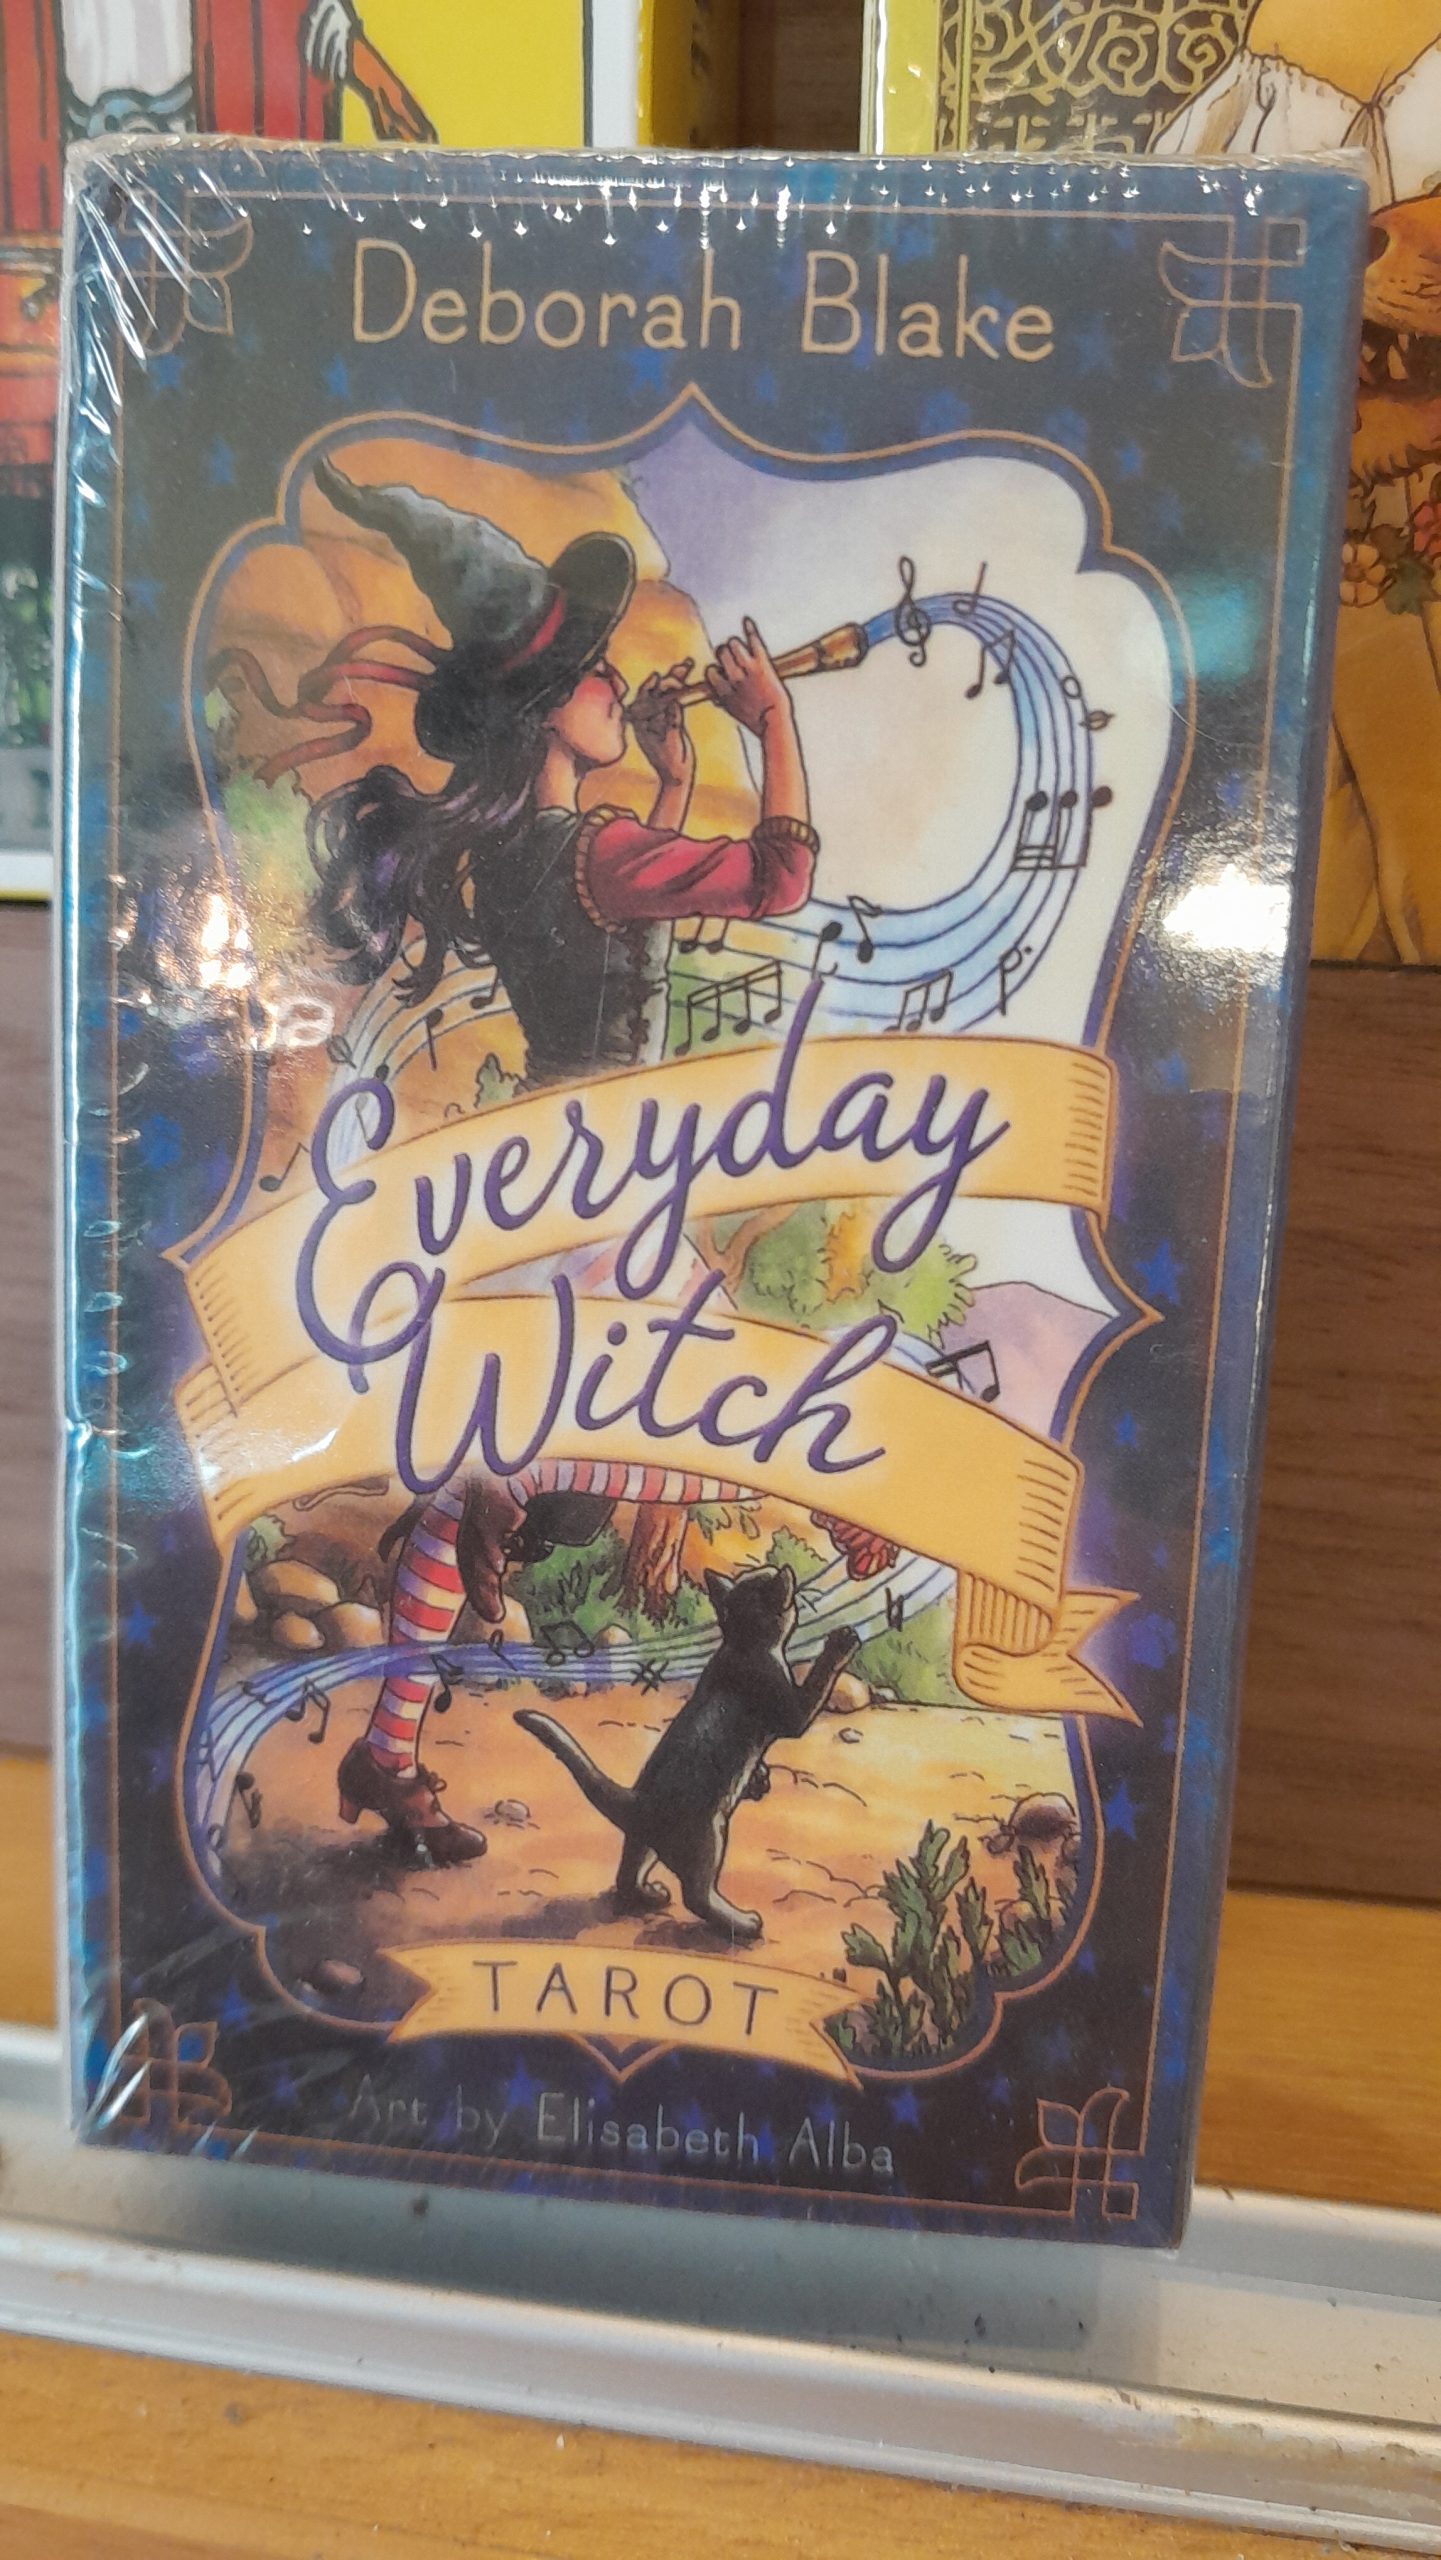 Deborah Blake
Everyday
Witch
TAROT
Art by Elisabeth Alba